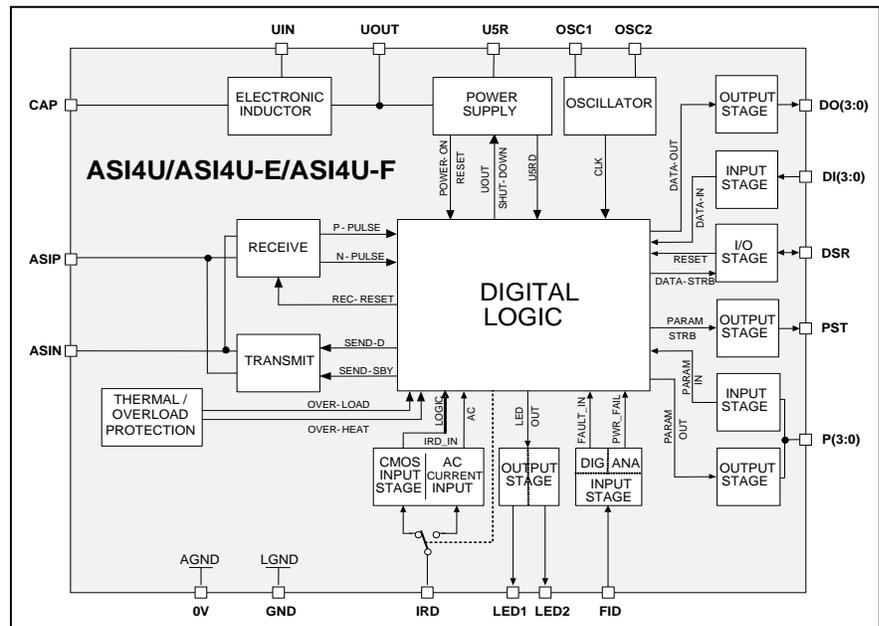 UIN UOUT U5R OSC1 OSC2
CAP
ELECTRONIC
INDUCTOR
POWER
SUPPLY
OSCILLATOR
OUTPUT
STAGE
DO(3:0)
ASI4U/ASI4U-E/ASI4U-F
POWER-ON
RESET
UOUT
SHUT-DOWN
U5RD
CLK
DATA-OUT
DATA-IN
INPUT
STAGE
DI(3:0)
RECEIVE
P-PULSE
N-PULSE
REC-RESET
ASIP
DIGITAL
LOGIC
I/O
STAGE
RESET
DATA-STRB
DSR
ASIN
TRANSMIT
SEND-D
SEND-SBY
PARAM
STRB
OUTPUT
STAGE
PST
PARAM
IN
INPUT
STAGE
THERMAL /
OVERLOAD
PROTECTION
OVER-LOAD
OVER-HEAT
LOGIC
IRD_IN
AC
LED
OUT
FAULT_IN
PWR_FAIL
PARAM
OUT
P(3:0)
CMOS
INPUT
STAGE
AC
CURRENT
INPUT
OUTPUT
STAGE
DIG ANA
INPUT
STAGE
OUTPUT
STAGE
AGND LGND
0V GND IRD LED1 LED2 FID